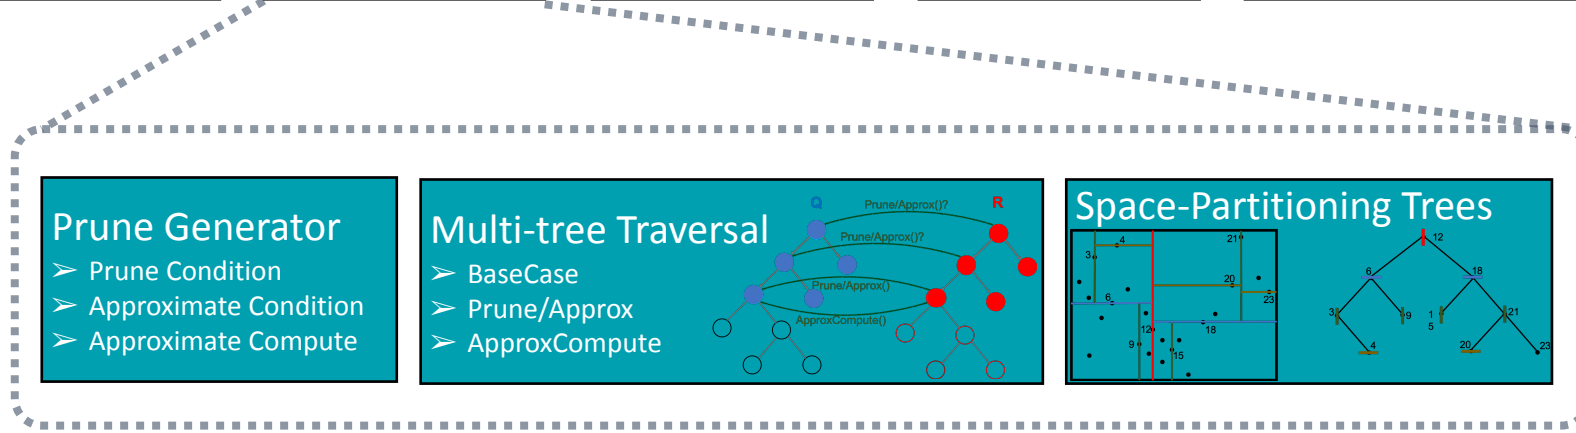 Prune Generator
➢ Prune Condition
➢ Approximate Condition
➢ Approximate Compute
Multi-tree Traversal
➢ BaseCase
➢ Prune/Approx
➢ ApproxCompute
Q
R
Prune/Approx()?
Prune/Approx()?
Prune/Approx()
ApproxCompute()
Space-Partitioning Trees
4
21
3
20
23
6
12
18
9
15
12
6
18
3
9
1
5
21
4
20
23